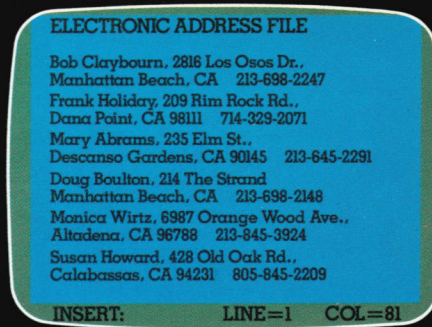 ELECTRONIC ADDRESS FILE
Bob Claybourn, 2816 Los Osos Dr.,
Manhattan Beach, CA 213-698-2247
Frank Holiday, 209 Rim Rock Rd.,
Dana Point, CA 98111 714-329-2071
Mary Abrams, 235 Elm St.,
Descanso Gardens, CA 90145 213-645-2291
Doug Boulton, 214 The Strand
Manhattan Beach, CA 213-698-2148
Monica Wirtz, 6987 Orange Wood Ave.,
Altadena, CA 96788 213-845-3924
Susan Howard, 428 Old Oak Rd.,
Calabassas, CA 94231 805-845-2209
INSERT: LINE=1 COL=81